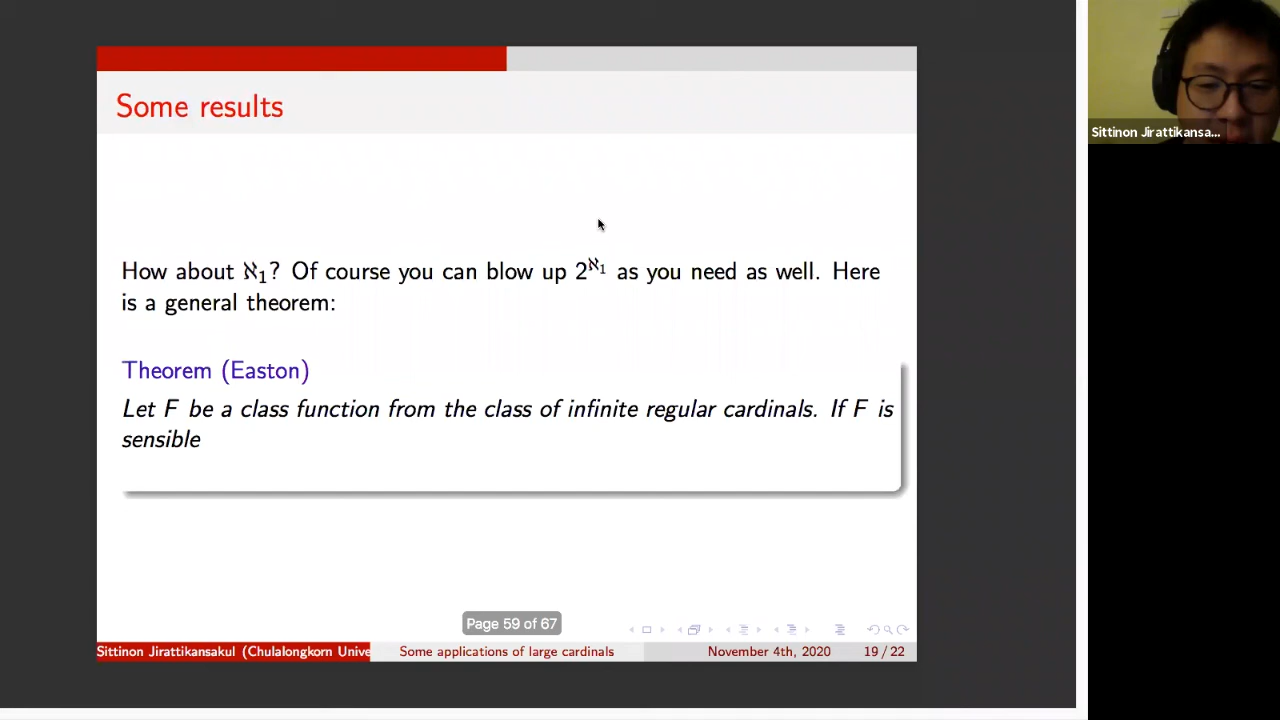 Some results
Sittinon Jirattikansa...
How about ℵ₁? Of course you can blow up 2^ℵ₁ as you need as well. Here
is a general theorem:
Theorem (Easton)
Let F be a class function from the class of infinite regular cardinals. If F is
sensible
Page 59 of 67
Sittinon Jirattikansakul (Chulalongkorn Unive
Some applications of large cardinals
November 4th, 2020
19 / 22